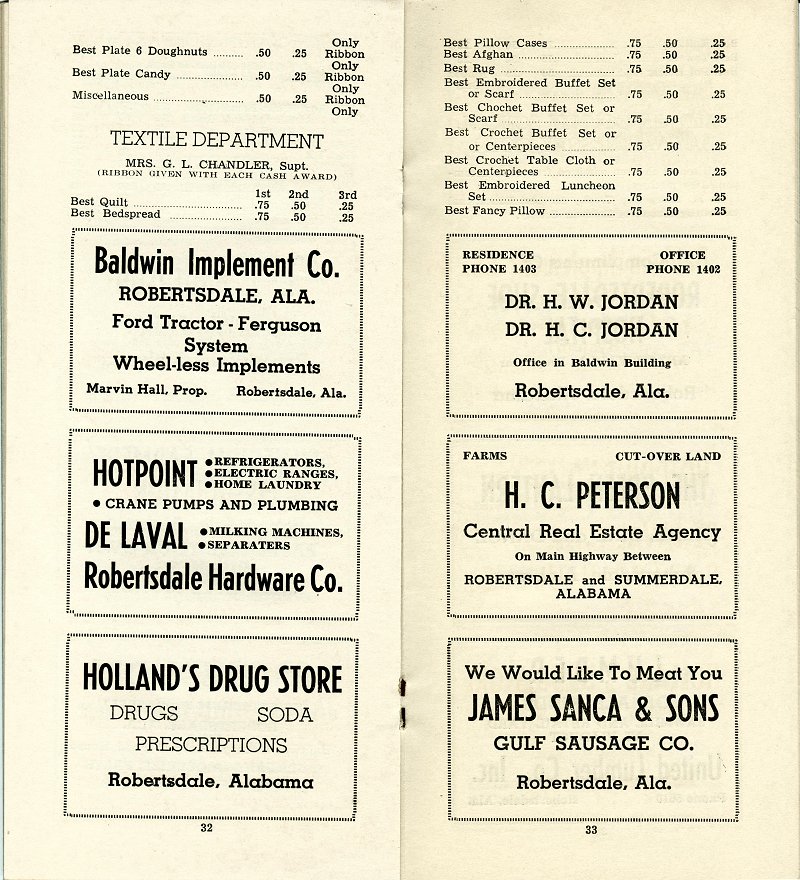 Only
Best Plate 6 Doughnuts .......... .50 .25 Ribbon
Only
Best Plate Candy ...................... .50 .25 Ribbon
Only
Miscellaneous .............................. .50 .25 Ribbon
Only
TEXTILE DEPARTMENT
MRS. G. L. CHANDLER, Supt.
(RIBBON GIVEN WITH EACH CASH AWARD)
1st 2nd 3rd
Best Quilt ................................... .75 .50 .25
Best Bedspread ........................ .75 .50 .25
Baldwin Implement Co.
ROBERTSDALE, ALA.
Ford Tractor - Ferguson
System
Wheel-less Implements
Marvin Hall, Prop. Robertsdale, Ala.
HOTPOINT
● REFRIGERATORS,
● ELECTRIC RANGES,
● HOME LAUNDRY
● CRANE PUMPS AND PLUMBING
DE LAVAL
● MILKING MACHINES,
● SEPARATERS
Robertsdale Hardware Co.
HOLLAND'S DRUG STORE
DRUGS SODA
PRESCRIPTIONS
Robertsdale, Alabama
32
Best Pillow Cases .................... .75 .50 .25
Best Afghan ................................ .75 .50 .25
Best Rug ...................................... .75 .50 .25
Best Embroidered Buffet Set
or Scarf .................................... .75 .50 .25
Best Chochet Buffet Set or
Scarf .......................................... .75 .50 .25
Best Crochet Buffet Set or
or Centerpieces ...................... .75 .50 .25
Best Crochet Table Cloth or
Centerpieces ............................ .75 .50 .25
Best Embroidered Luncheon
Set .............................................. .75 .50 .25
Best Fancy Pillow ...................... .75 .50 .25
RESIDENCE OFFICE
PHONE 1403 PHONE 1402
DR. H. W. JORDAN
DR. H. C. JORDAN
Office in Baldwin Building
Robertsdale, Ala.
FARMS CUT-OVER LAND
H. C. PETERSON
Central Real Estate Agency
On Main Highway Between
ROBERTSDALE and SUMMERDALE,
ALABAMA
We Would Like To Meat You
JAMES SANCA & SONS
GULF SAUSAGE CO.
Robertsdale, Ala.
33